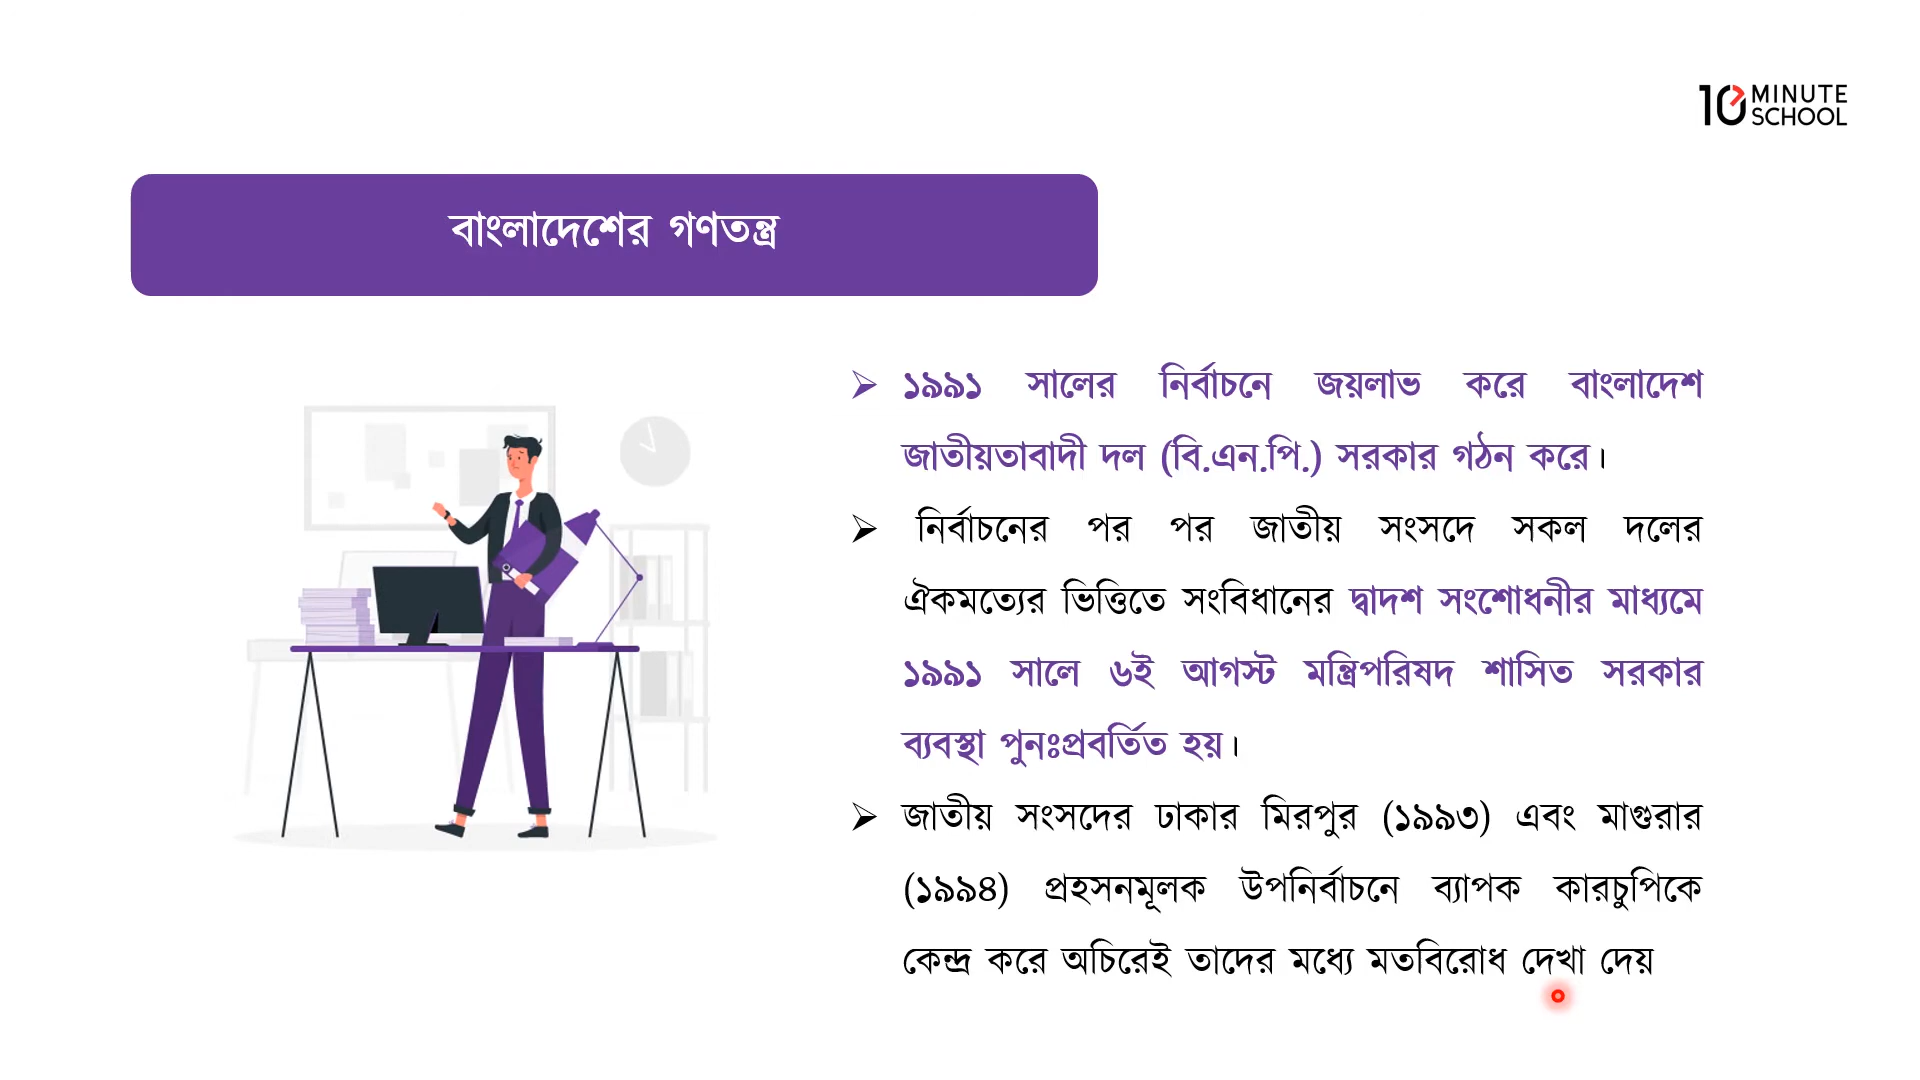 10 MINUTE
SCHOOL
বাংলাদেশের গণতন্ত্র
➢ ১৯৯১ সালের নির্বাচনে জয়লাভ করে বাংলাদেশ
জাতীয়তাবাদী দল (বি.এন.পি.) সরকার গঠন করে।
➢ নির্বাচনের পর পর জাতীয় সংসদে সকল দলের
ঐকমত্যের ভিত্তিতে সংবিধানের দ্বাদশ সংশোধনীর মাধ্যমে
১৯৯১ সালে ৬ই আগস্ট মন্ত্রিপরিষদ শাসিত সরকার
ব্যবস্থা পুনঃপ্রবর্তিত হয়।
➢ জাতীয় সংসদের ঢাকার মিরপুর (১৯৯৩) এবং মাগুরার
(১৯৯৪) প্রহসনমূলক উপনির্বাচনে ব্যাপক কারচুপিকে
কেন্দ্র করে অচিরেই তাদের মধ্যে মতবিরোধ দেখা দেয়